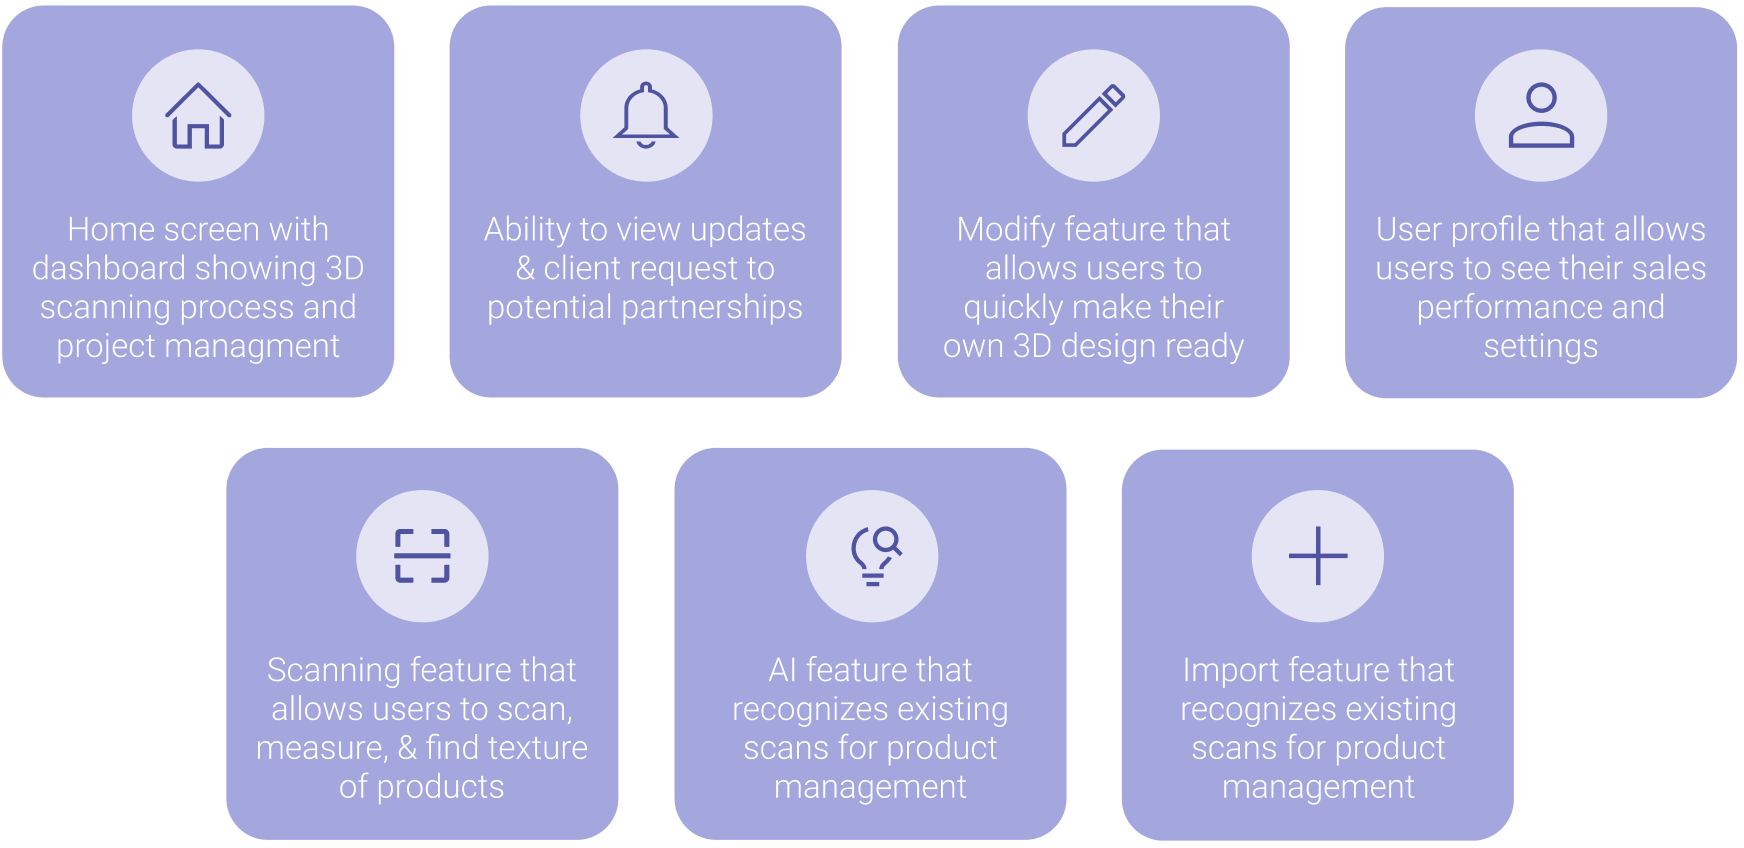 Home screen with
dashboard showing 3D
scanning process and
project managment
Ability to view updates
& client request to
potential partnerships
Modify feature that
allows users to
quickly make their
own 3D design ready
User profile that allows
users to see their sales
performance and
settings
Scanning feature that
allows users to scan,
measure, & find texture
of products
AI feature that
recognizes existing
scans for product
management
Import feature that
recognizes existing
scans for product
management